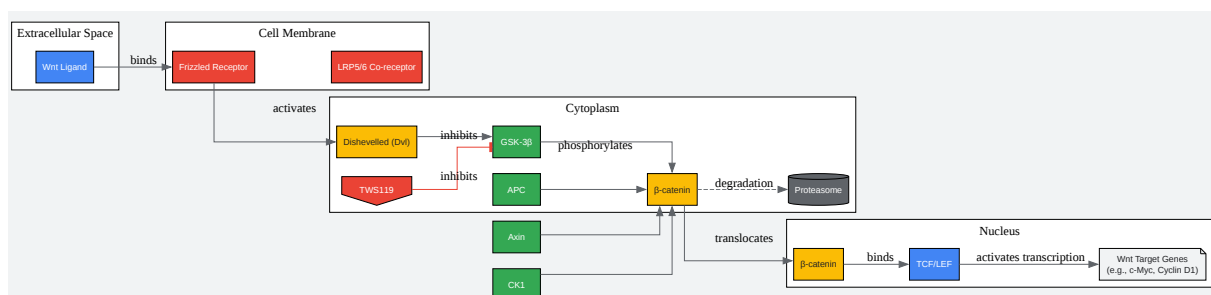 Extracellular Space
Cell Membrane
Wnt Ligand
binds
Frizzled Receptor
LRP5/6 Co-receptor
activates
Cytoplasm
Dishevelled (Dvl)
inhibits
GSK-3β
phosphorylates
TWS119
inhibits
APC
β-catenin
degradation
Proteasome
Axin
translocates
Nucleus
β-catenin
binds
TCF/LEF
activates transcription
Wnt Target Genes
(e.g., c-Myc, Cyclin D1)
CK1